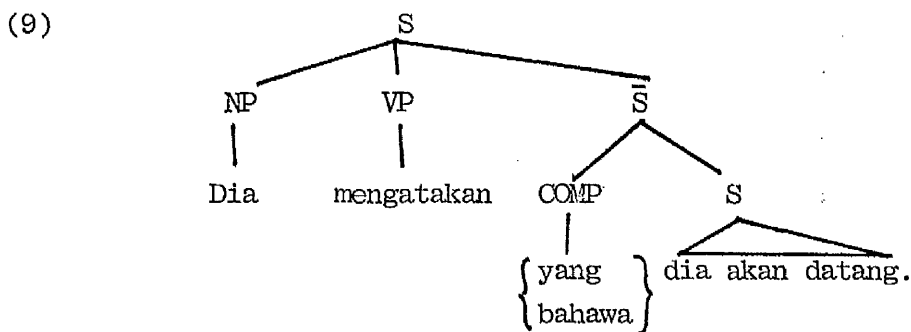 (9)
S
NP VP S̄
Dia mengatakan COMP S
{ yang } dia akan datang.
{ bahawa }